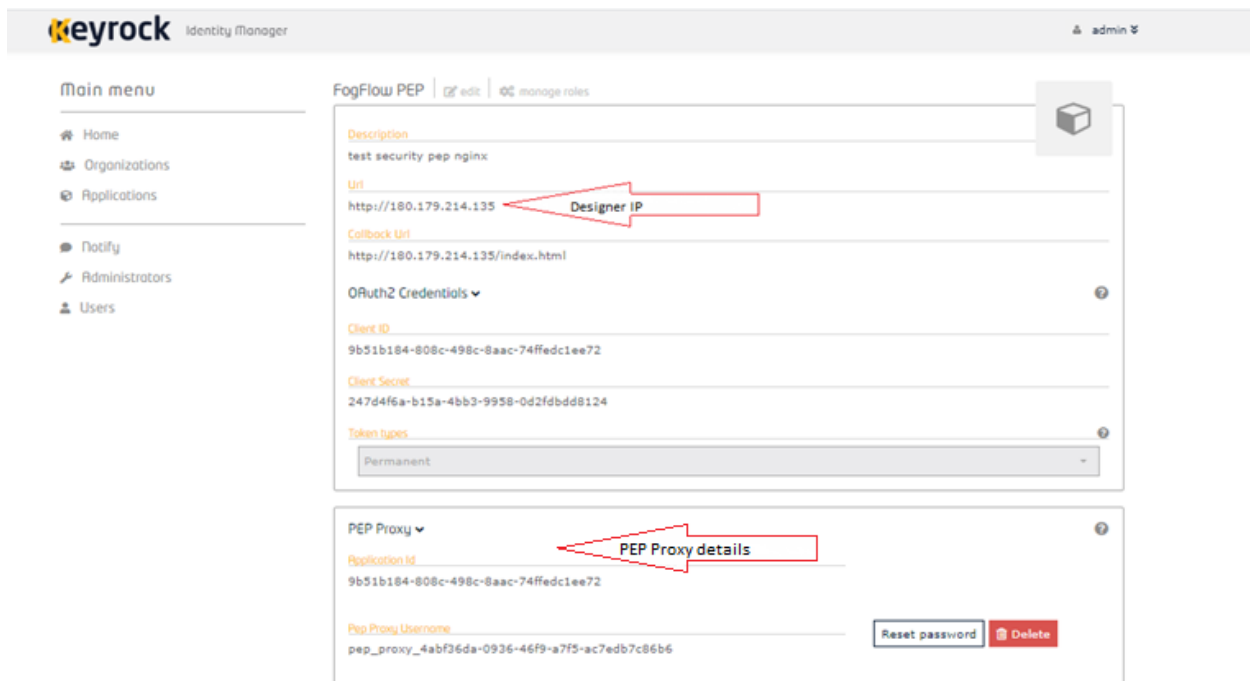 Keyrock Identity Manager
admin
Main menu
Home
Organizations
Applications
Notify
Administrators
Users
FogFlow PEP edit manage roles
Description
test security pep nginx
Url
http://180.179.214.135
Designer IP
Callback Url
http://180.179.214.135/index.html
OAuth2 Credentials
Client ID
9b51b184-808c-498c-8aac-74ffedc1ee72
Client Secret
247d4f6a-b15a-4bb3-9958-0d2fdbdd8124
Token types
Permanent
PEP Proxy
PEP Proxy details
Application Id
9b51b184-808c-498c-8aac-74ffedc1ee72
Pep Proxy Username
pep_proxy_4abf36da-0936-46f9-a7f5-ac7edb7c86b6
Reset password
Delete